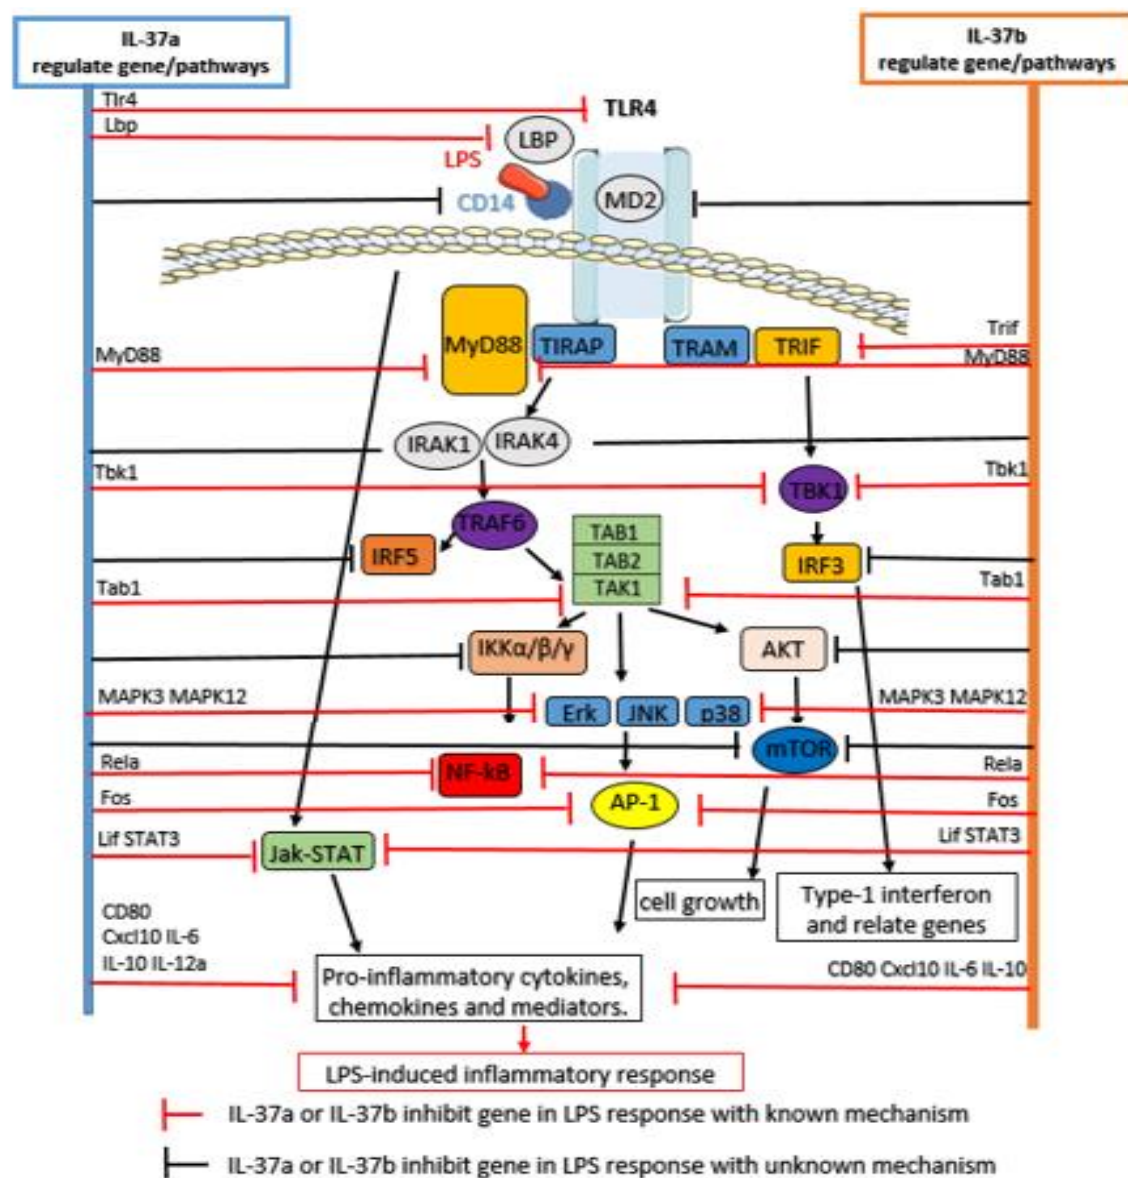 IL-37a
regulate gene/pathways
IL-37b
regulate gene/pathways
Tlr4
TLR4
Lbp
LBP
LPS
CD14
MD2
MyD88
MyD88
TIRAP
TRAM
TRIF
Trif
MyD88
IRAK1
IRAK4
Tbk1
TBK1
Tbk1
TRAF6
IRF5
TAB1
TAB2
TAK1
IRF3
Tab1
Tab1
IKKα/β/γ
AKT
MAPK3 MAPK12
Erk
JNK
p38
MAPK3 MAPK12
mTOR
Rela
NF-kB
Rela
Fos
AP-1
Fos
Lif STAT3
Jak-STAT
Lif STAT3
cell growth
Type-1 interferon
and relate genes
CD80
Cxcl10 IL-6
IL-10 IL-12a
Pro-inflammatory cytokines,
chemokines and mediators.
CD80 Cxcl10 IL-6 IL-10
LPS-induced inflammatory response
IL-37a or IL-37b inhibit gene in LPS response with known mechanism
IL-37a or IL-37b inhibit gene in LPS response with unknown mechanism